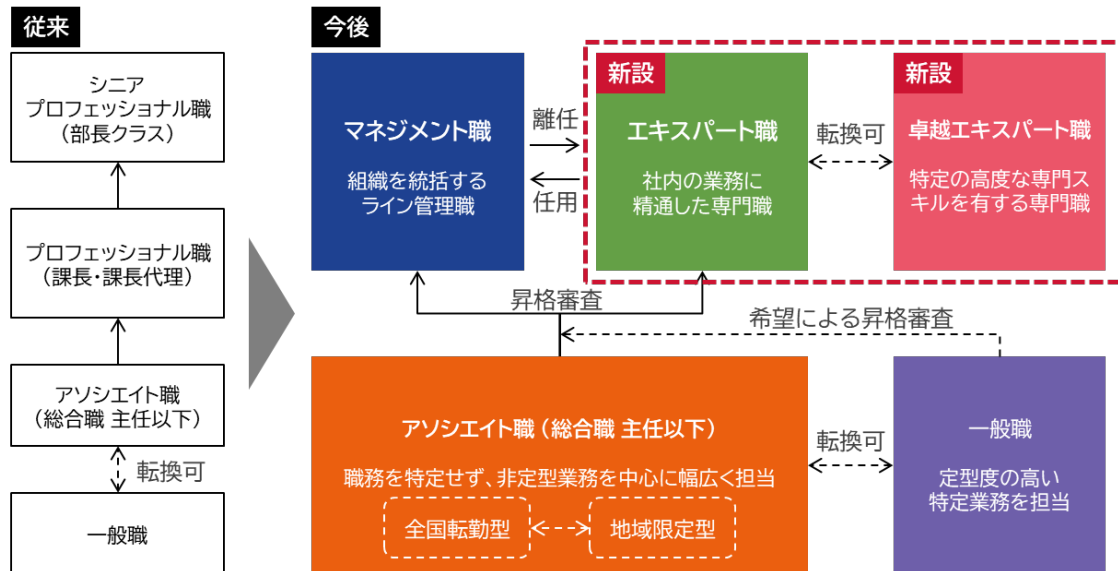 従来
シニア
プロフェッショナル職
（部長クラス）
プロフェッショナル職
（課長・課長代理）
アソシエイト職
（総合職 主任以下）
転換可
一般職
今後
マネジメント職
組織を統括する
ライン管理職
離任
任用
新設
エキスパート職
社内の業務に
精通した専門職
転換可
新設
卓越エキスパート職
特定の高度な専門ス
キルを有する専門職
昇格審査
希望による昇格審査
アソシエイト職（総合職 主任以下）
職務を特定せず、非定型業務を中心に幅広く担当
全国転勤型
地域限定型
転換可
一般職
定型度の高い
特定業務を担当